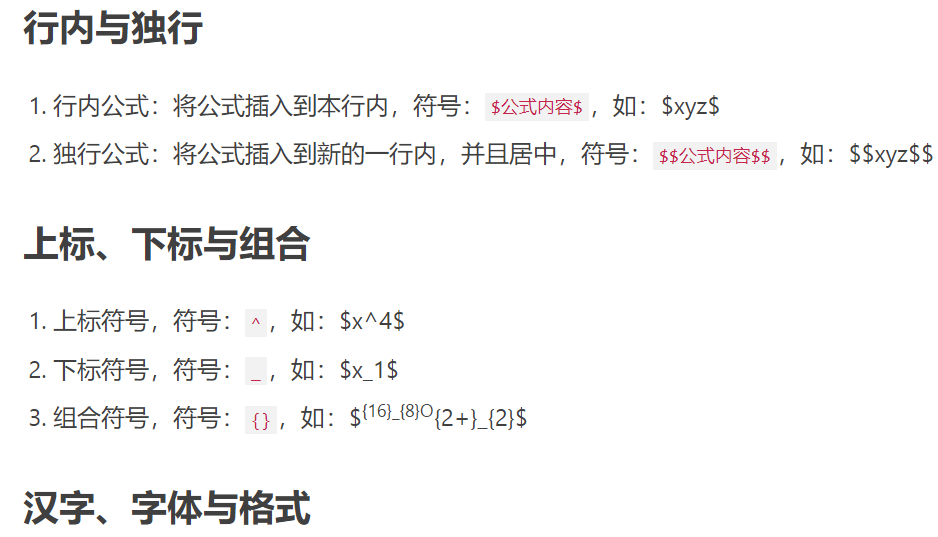 行内与独行
1. 行内公式：将公式插入到本行内，符号：$公式内容$，如：$xyz$
2. 独行公式：将公式插入到新的一行内，并且居中，符号：$$公式内容$$，如：$$xyz$$
上标、下标与组合
1. 上标符号，符号：^，如：$x^4$
2. 下标符号，符号：_，如：$x_1$
3. 组合符号，符号：{}，如：${16}_{8}O{2+}_{2}$
汉字、字体与格式